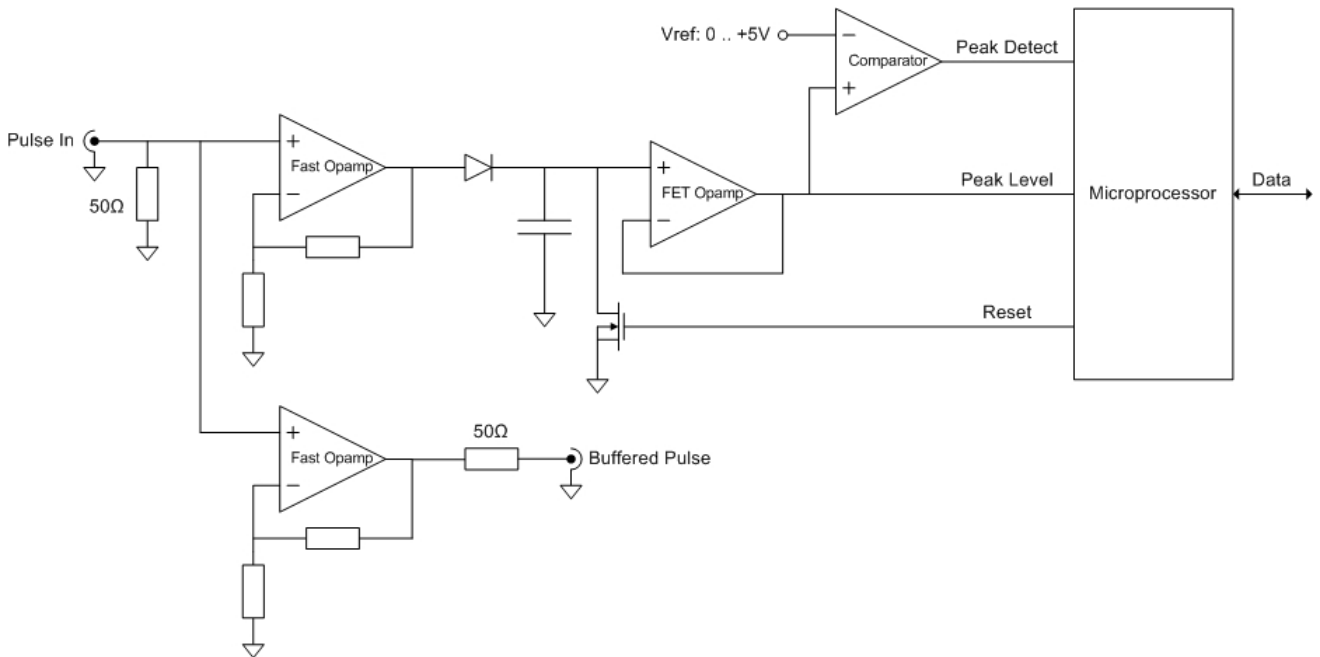 Vref: 0 .. +5V
Comparator
Peak Detect
Pulse In
50Ω
Fast Opamp
FET Opamp
Peak Level
Microprocessor
Data
Reset
Fast Opamp
50Ω
Buffered Pulse